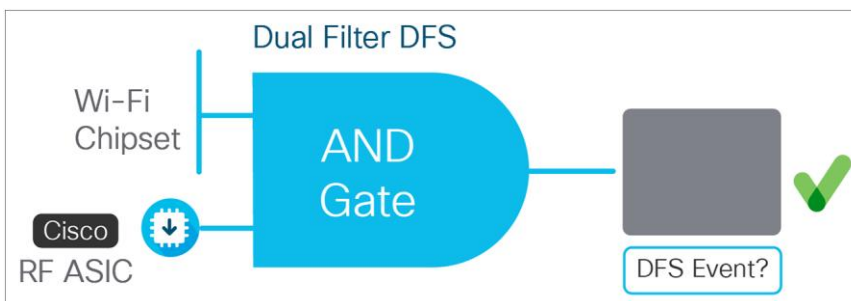 Dual Filter DFS
Wi-Fi
Chipset
AND
Gate
Cisco
RF ASIC
DFS Event?